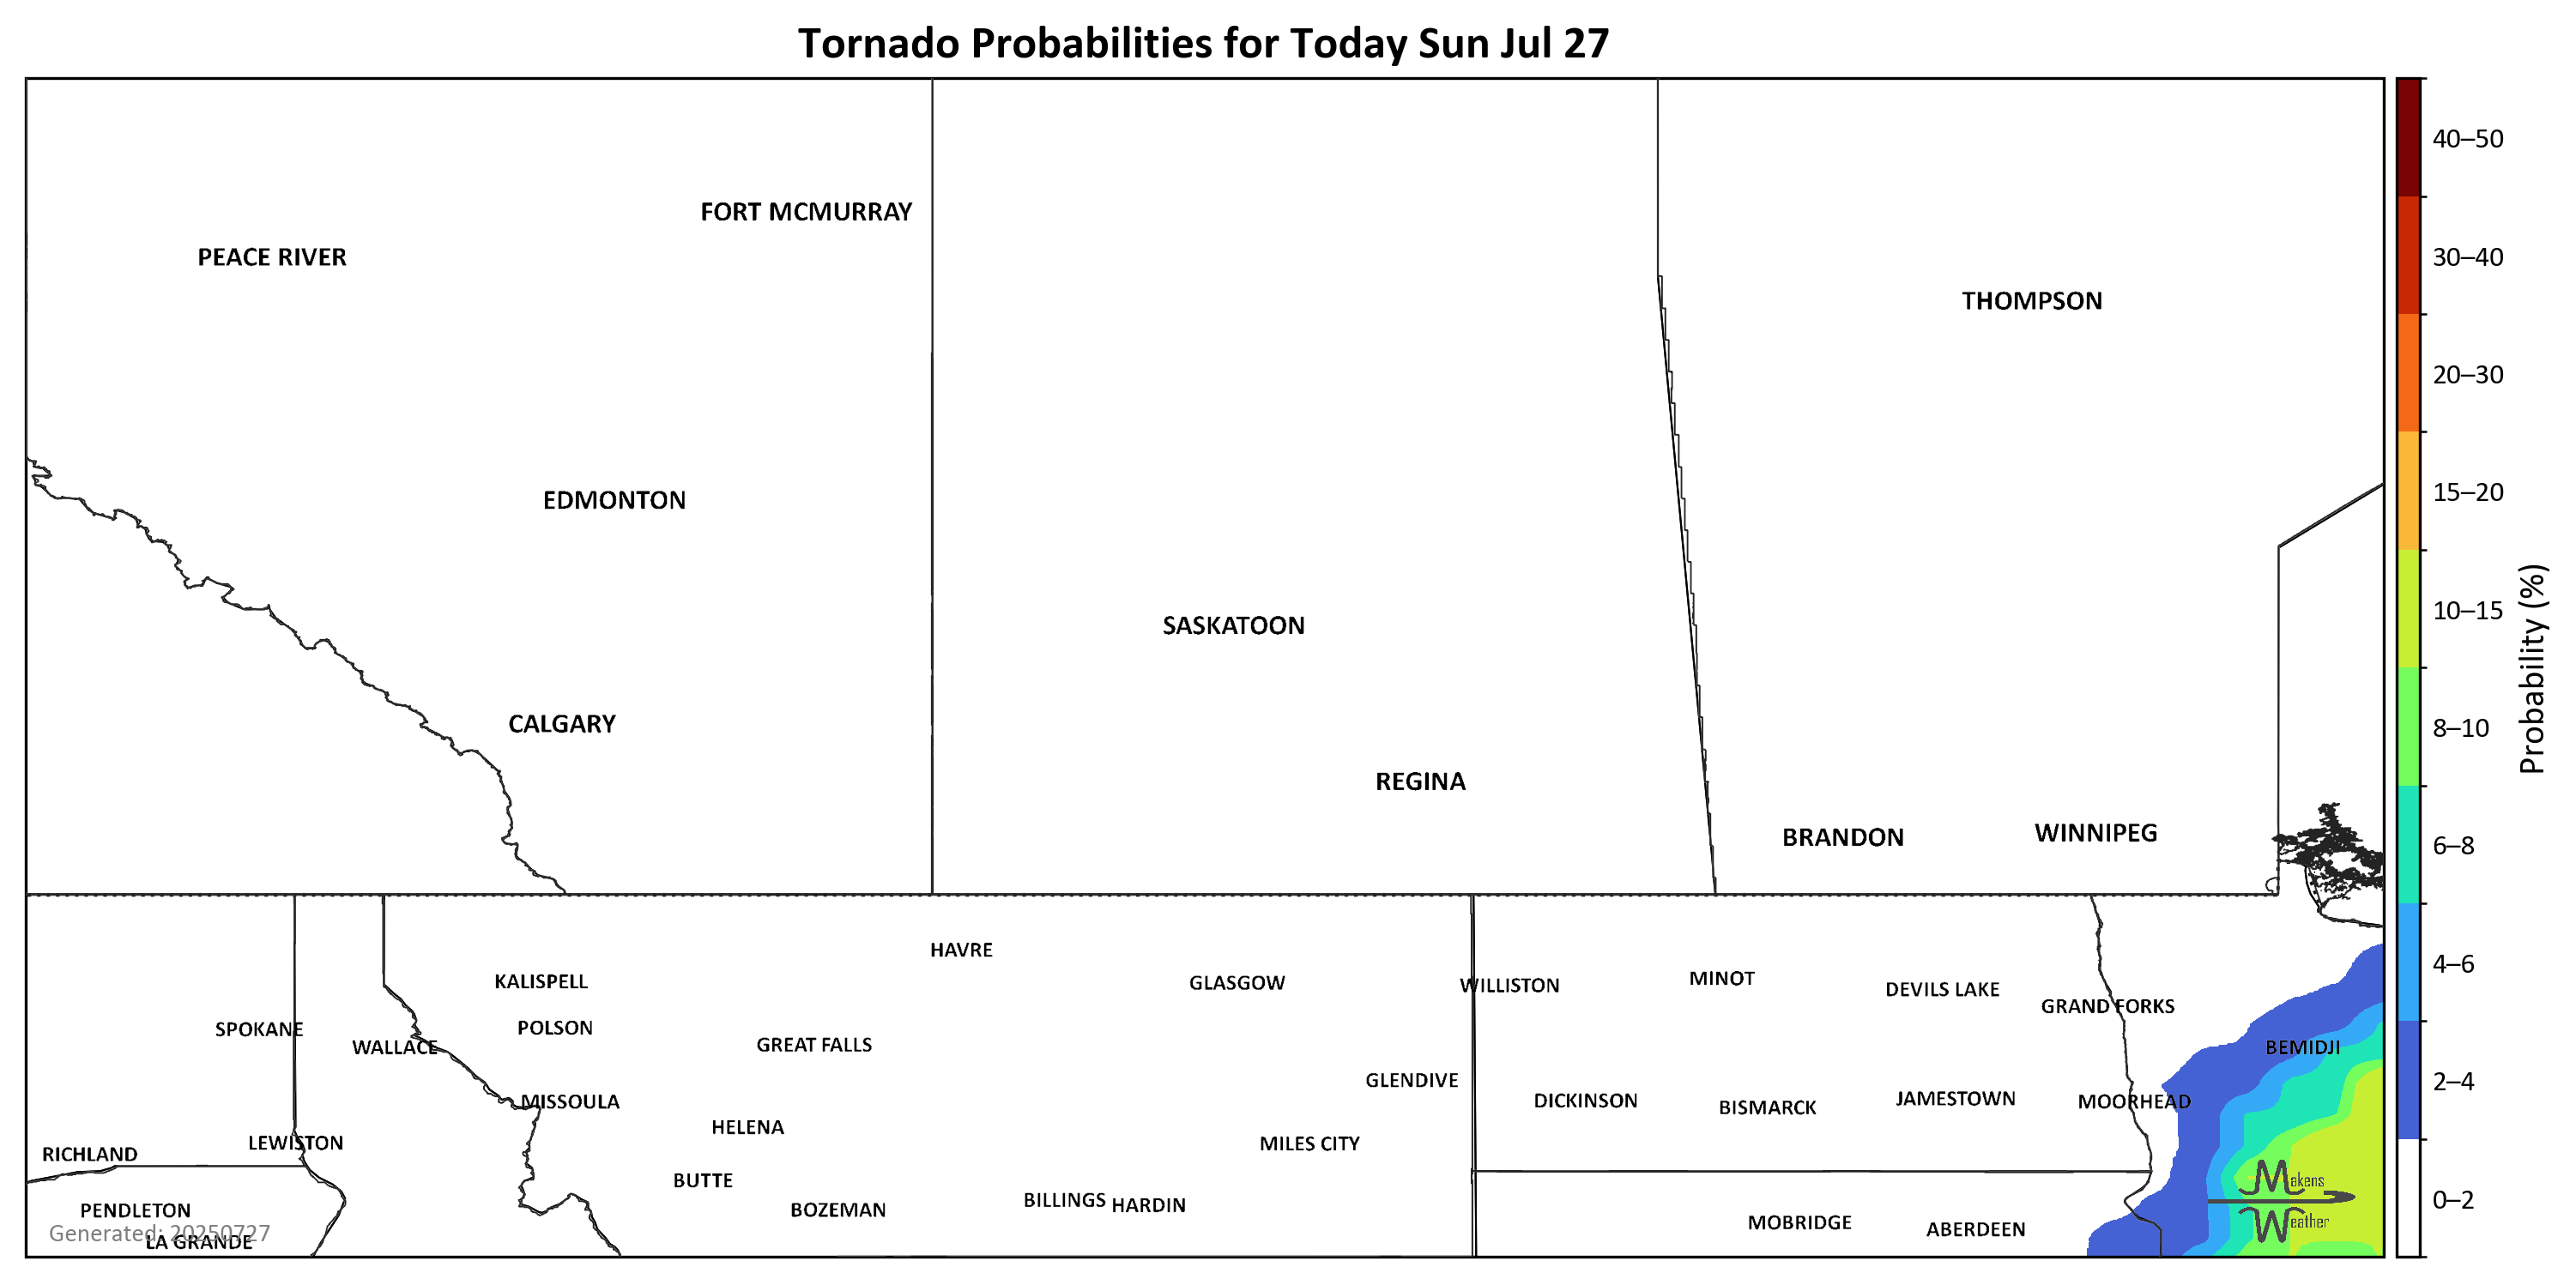 Tornado Probabilities for Today Sun Jul 27
40–50
FORT MCMURRAY
PEACE RIVER
30–40
THOMPSON
20–30
EDMONTON
15–20
10–15
SASKATOON
Probability (%)
CALGARY
8–10
REGINA
BRANDON
WINNIPEG
6–8
HAVRE
4–6
KALISPELL
GLASGOW
WILLISTON
MINOT
DEVILS LAKE
GRAND FORKS
SPOKANE
POLSON
WALLACE
GREAT FALLS
BEMIDJI
GLENDIVE
2–4
MISSOULA
DICKINSON
BISMARCK
JAMESTOWN
MOORHEAD
HELENA
LEWISTON
MILES CITY
RICHLAND
BUTTE
Makens
BILLINGS HARDIN
0–2
PENDLETON
BOZEMAN
Weather
MOBRIDGE
ABERDEEN
Generated: 20250727
LA GRANDE